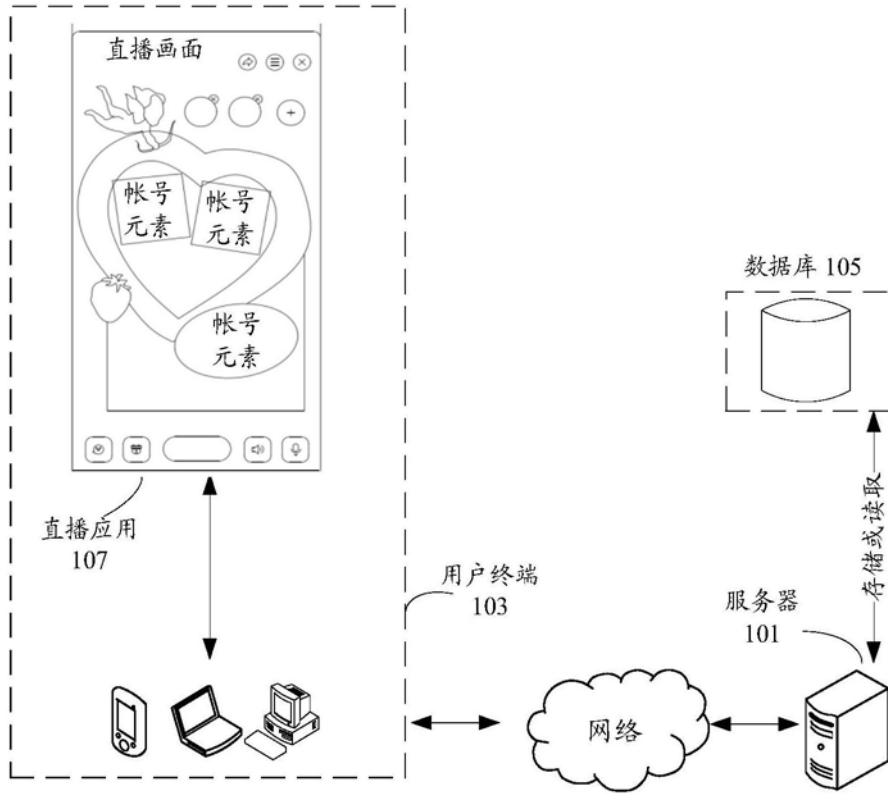 直播画面
帐号
元素
帐号
元素
帐号
元素
直播应用
107
用户终端
103
网络
数据库 105
存储或读取
服务器
101